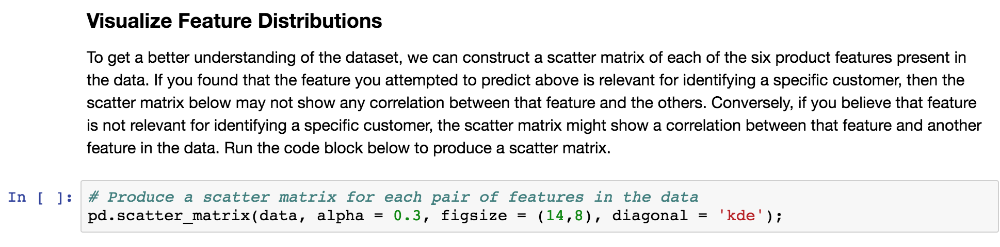 Visualize Feature Distributions
To get a better understanding of the dataset, we can construct a scatter matrix of each of the six product features present in
the data. If you found that the feature you attempted to predict above is relevant for identifying a specific customer, then the
scatter matrix below may not show any correlation between that feature and the others. Conversely, if you believe that feature
is not relevant for identifying a specific customer, the scatter matrix might show a correlation between that feature and another
feature in the data. Run the code block below to produce a scatter matrix.
In [ ]: # Produce a scatter matrix for each pair of features in the data
pd.scatter_matrix(data, alpha = 0.3, figsize = (14,8), diagonal = 'kde');